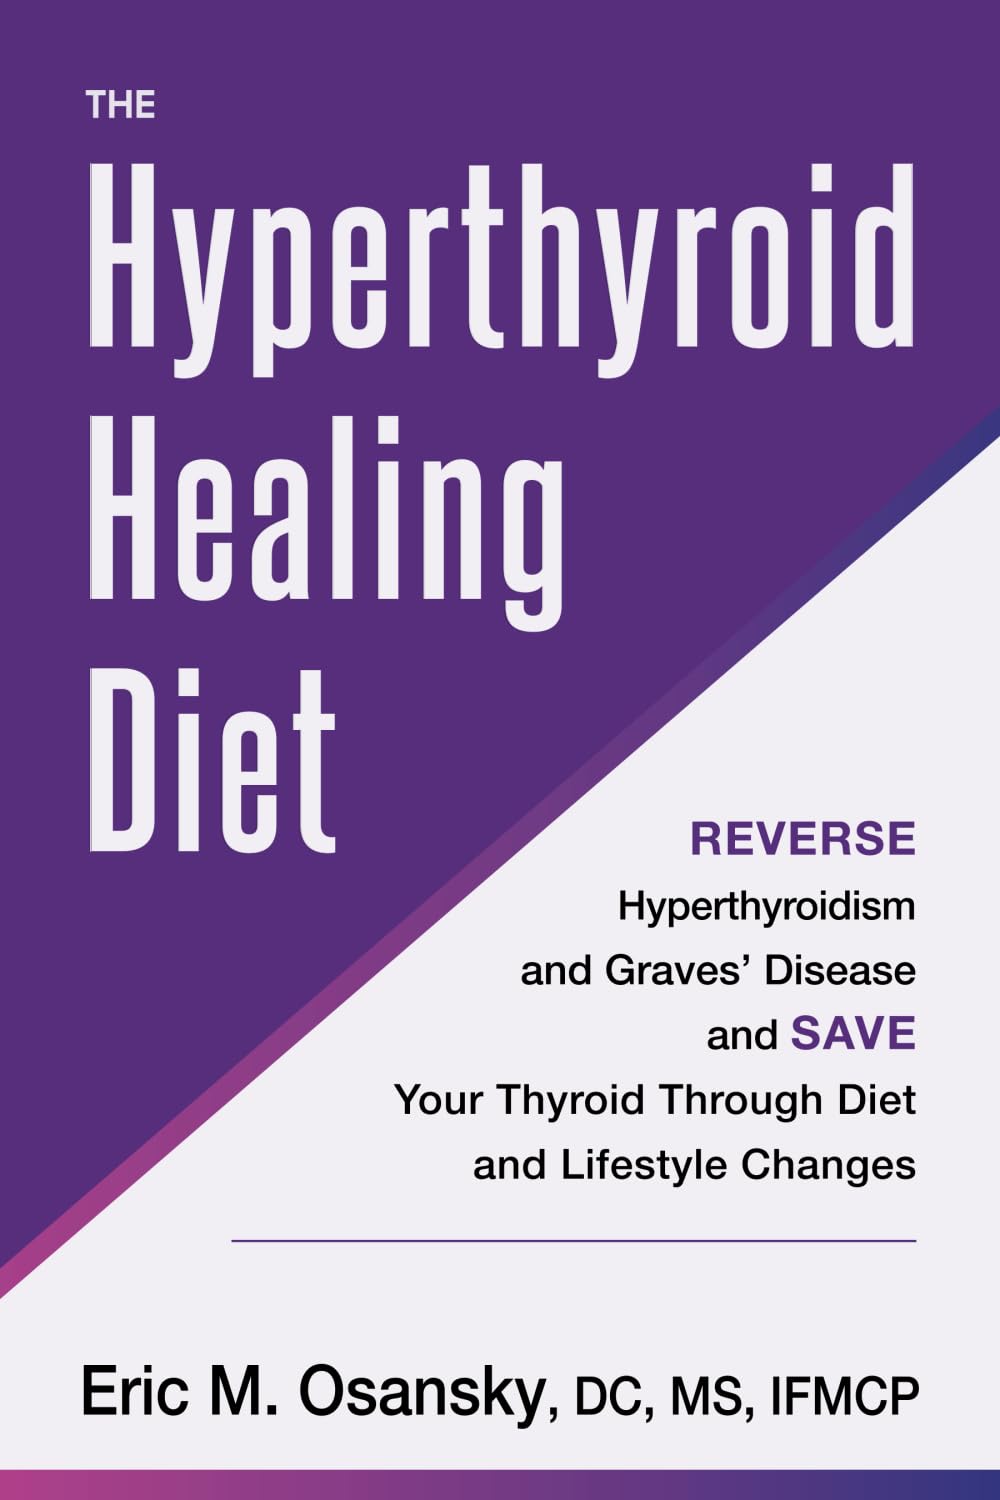 THE
Hyperthyroid
Healing
Diet
REVERSE
Hyperthyroidism
and Graves’ Disease
and SAVE
Your Thyroid Through Diet
and Lifestyle Changes
Eric M. Osansky, DC, MS, IFMCP